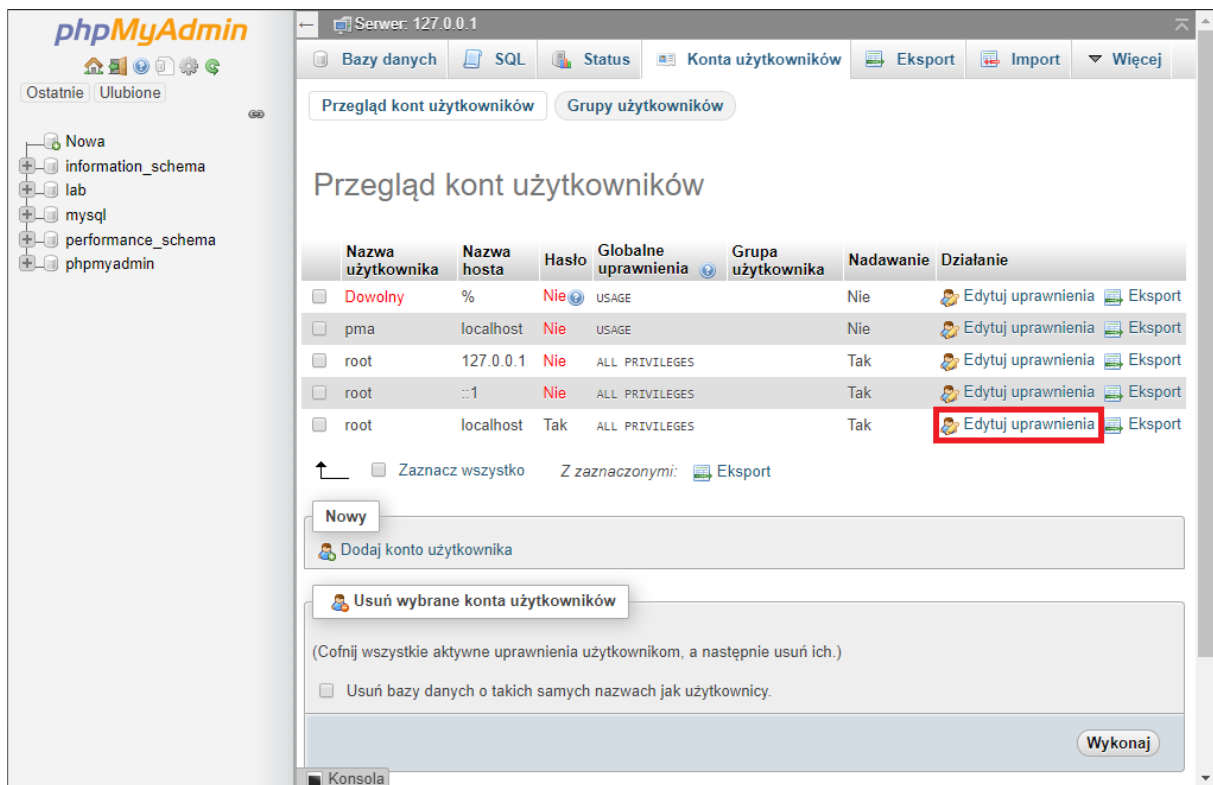 phpMyAdmin
Ostatnie Ulubione
Nowa
information_schema
lab
mysql
performance_schema
phpmyadmin
Serwer: 127.0.0.1
Bazy danych SQL Status Konta użytkowników Eksport Import Więcej
Przegląd kont użytkowników Grupy użytkowników
Przegląd kont użytkowników
Nazwa użytkownika Nazwa hosta Hasło Globalne uprawnienia Grupa użytkownika Nadawanie Działanie
Dowolny % Nie USAGE Nie Edytuj uprawnienia Eksport
pma localhost Nie USAGE Nie Edytuj uprawnienia Eksport
root 127.0.0.1 Nie ALL PRIVILEGES Tak Edytuj uprawnienia Eksport
root ::1 Nie ALL PRIVILEGES Tak Edytuj uprawnienia Eksport
root localhost Tak ALL PRIVILEGES Tak Edytuj uprawnienia Eksport
Zaznacz wszystko Z zaznaczonymi: Eksport
Nowy
Dodaj konto użytkownika
Usuń wybrane konta użytkowników
(Cofnij wszystkie aktywne uprawnienia użytkownikom, a następnie usuń ich.)
Usuń bazy danych o takich samych nazwach jak użytkownicy.
Wykonaj
Konsola